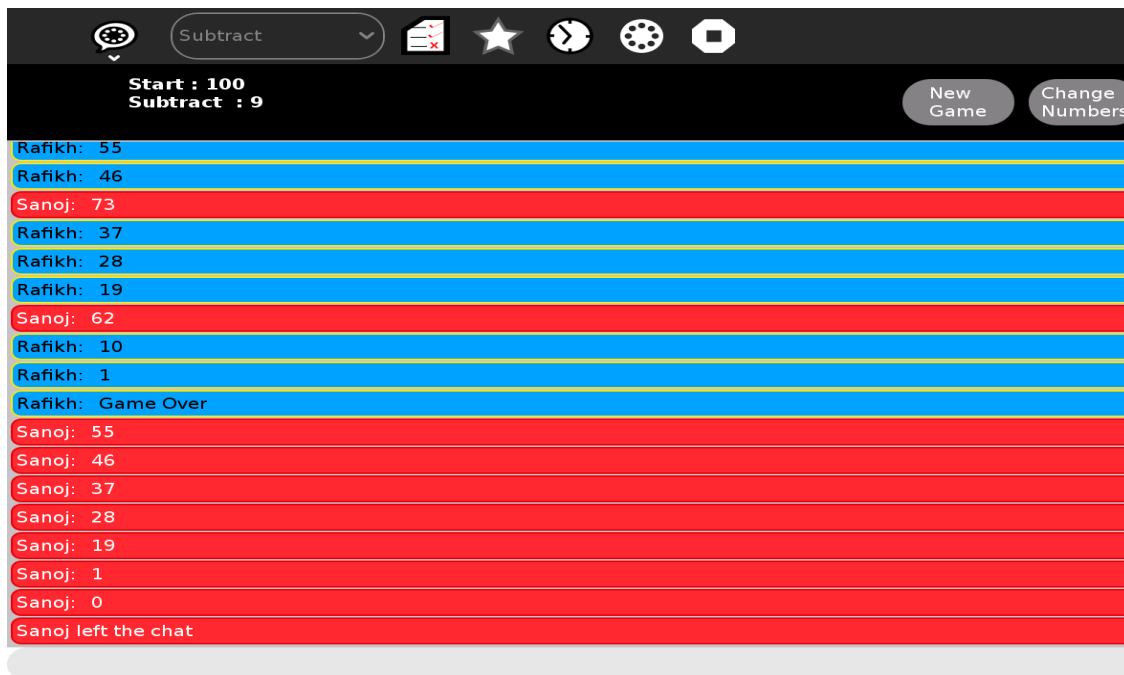 Subtract
Start : 100
Subtract : 9
New
Game
Change
Numbers
Rafikh: 55
Rafikh: 46
Sanoj: 73
Rafikh: 37
Rafikh: 28
Rafikh: 19
Sanoj: 62
Rafikh: 10
Rafikh: 1
Rafikh: Game Over
Sanoj: 55
Sanoj: 46
Sanoj: 37
Sanoj: 28
Sanoj: 19
Sanoj: 1
Sanoj: 0
Sanoj left the chat